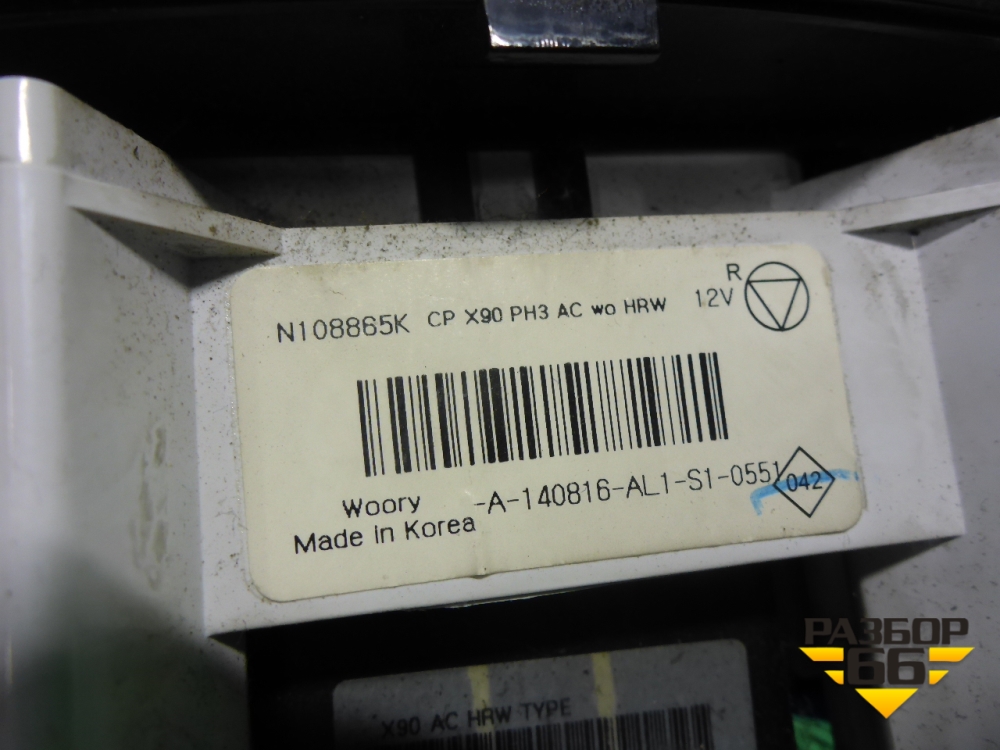 N108865K CP X90 PH3 AC wo HRW
R
12V
Woory -A-140816-AL1-S1-0551
042
Made in Korea
X90 AC HRW TYPE
РАЗБОР
66